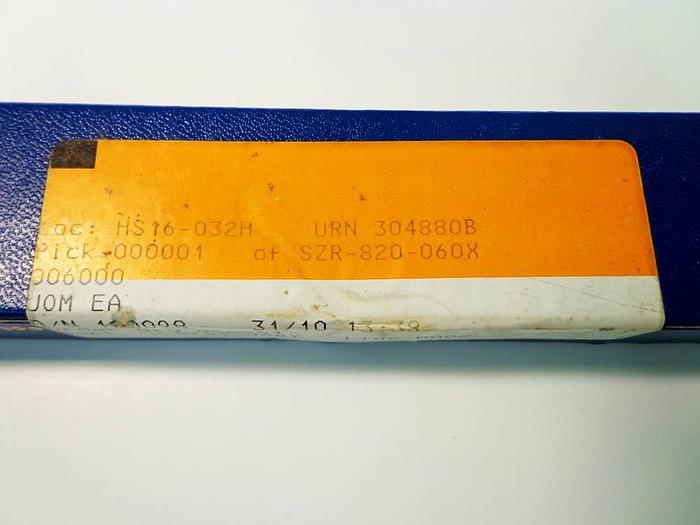 Loc: HS16-032H URN 304880B
Pick 000001 of SZR-820-060X
006000
UOM EA
31/10 13:38